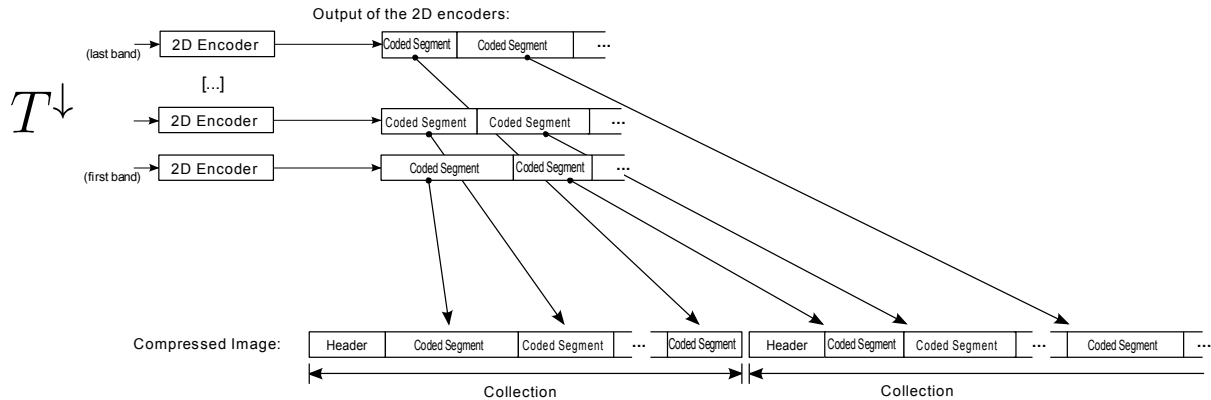 Output of the 2D encoders:
(last band) 2D Encoder Coded Segment Coded Segment ...
[...]
T↓
2D Encoder Coded Segment Coded Segment ...
(first band) 2D Encoder Coded Segment Coded Segment ...
Compressed Image: Header Coded Segment Coded Segment ... Coded Segment Header Coded Segment Coded Segment ... Coded Segment ...
Collection Collection